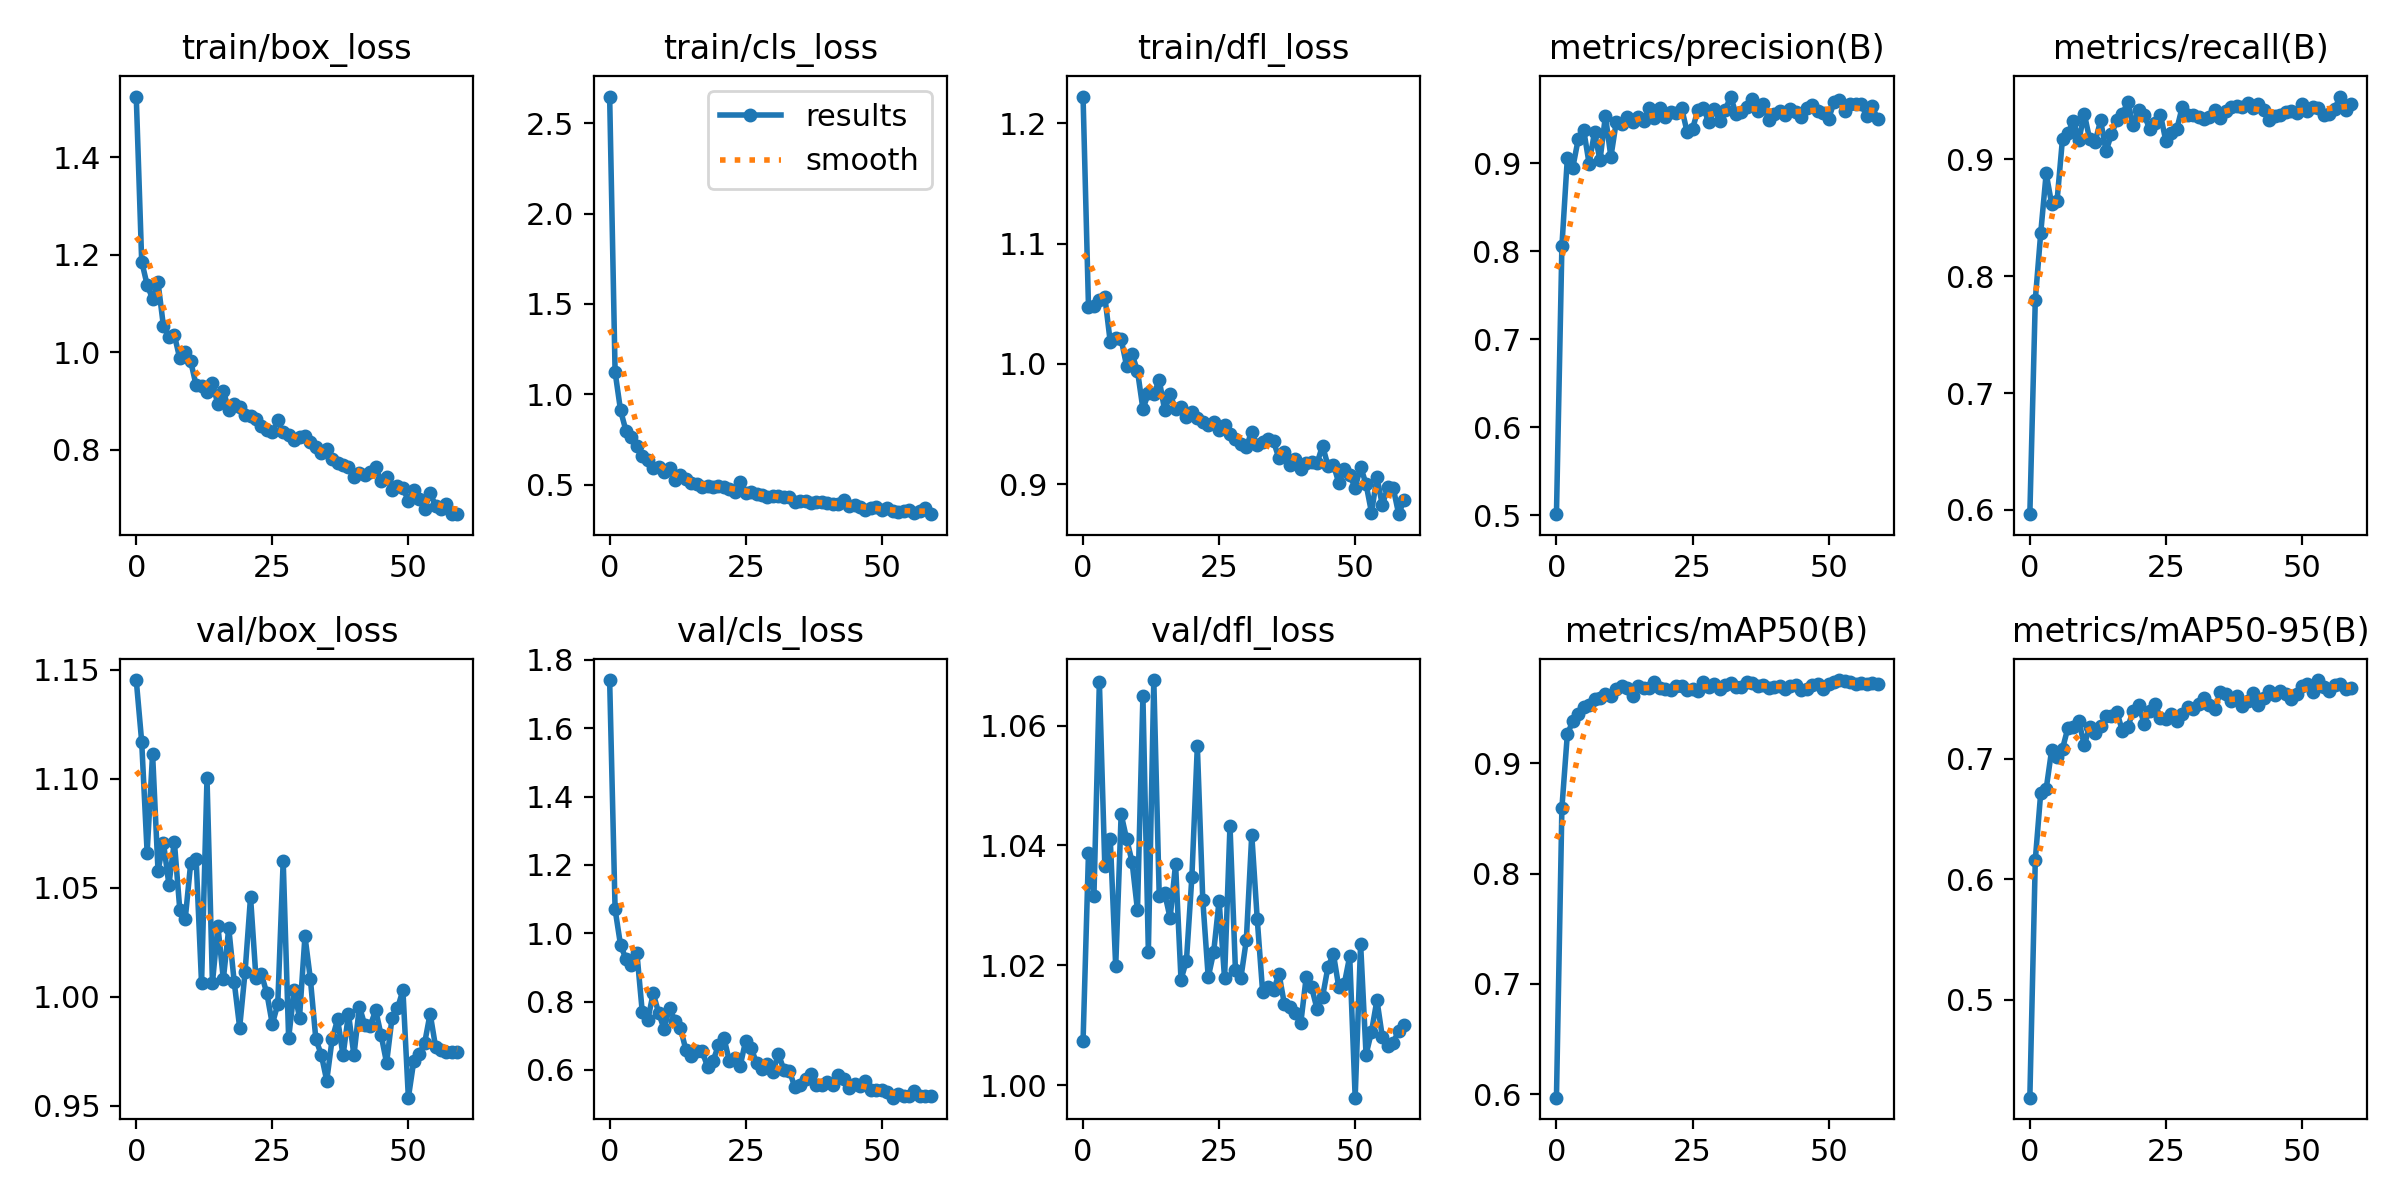 train/box_loss
1.4
1.2
1.0
0.8
0 25 50
train/cls_loss
results
smooth
2.5
2.0
1.5
1.0
0.5
0 25 50
train/dfl_loss
1.2
1.1
1.0
0.9
0 25 50
metrics/precision(B)
0.9
0.8
0.7
0.6
0.5
0 25 50
metrics/recall(B)
0.9
0.8
0.7
0.6
0 25 50
val/box_loss
1.15
1.10
1.05
1.00
0.95
0 25 50
val/cls_loss
1.8
1.6
1.4
1.2
1.0
0.8
0.6
0 25 50
val/dfl_loss
1.06
1.04
1.02
1.00
0 25 50
metrics/mAP50(B)
0.9
0.8
0.7
0.6
0 25 50
metrics/mAP50-95(B)
0.7
0.6
0.5
0 25 50